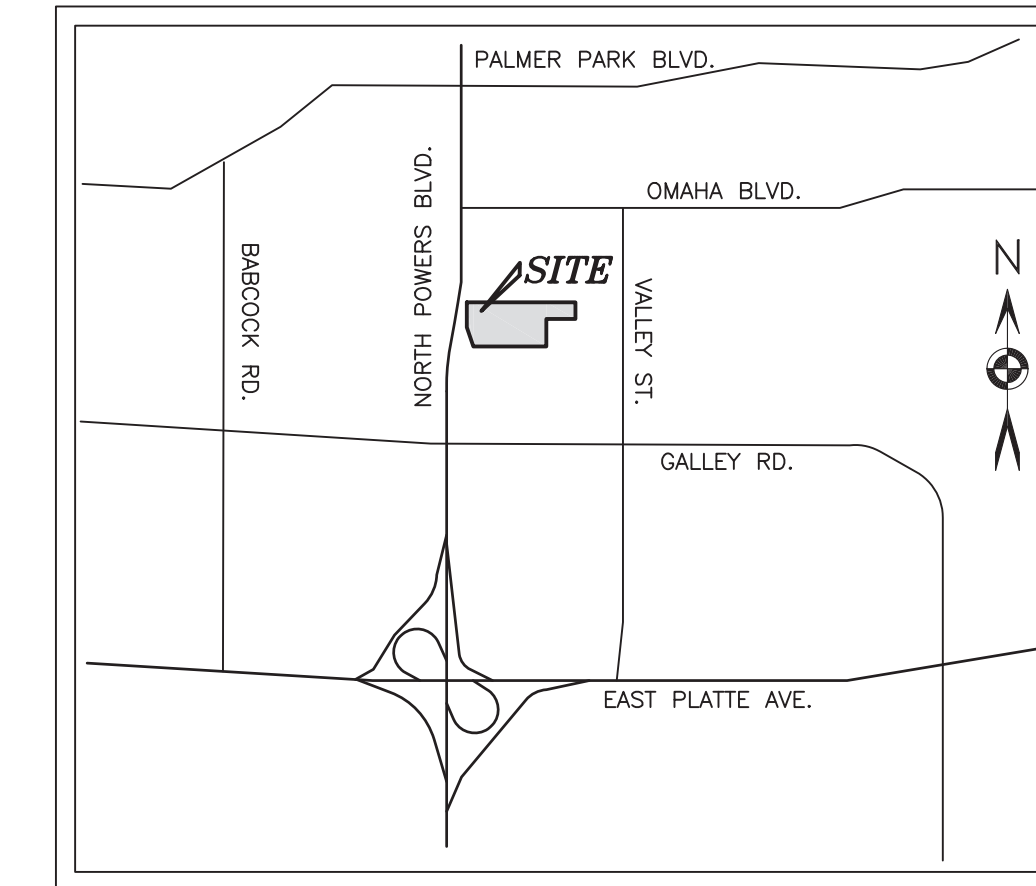 PALMER PARK BLVD.
NORTH POWERS BLVD.
OMAHA BLVD.
BABCOCK RD.
SITE
VALLEY ST.
N
GALLEY RD.
EAST PLATTE AVE.